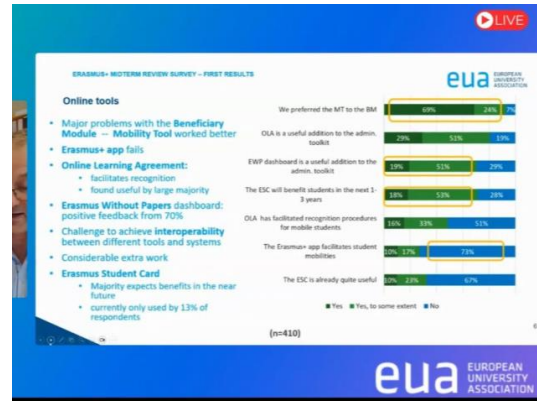 LIVE
ERASMUS+ MIDTERM REVIEW SURVEY – FIRST RESULTS
eua EUROPEAN
UNIVERSITY
ASSOCIATION
Online tools
• Major problems with the Beneficiary
Module -- Mobility Tool worked better
• Erasmus+ app fails
• Online Learning Agreement:
• facilitates recognition
• found useful by large majority
• Erasmus Without Papers dashboard:
positive feedback from 70%
• Challenge to achieve interoperability
between different tools and systems
• Considerable extra work
• Erasmus Student Card
• Majority expects benefits in the near
future
• currently only used by 13% of
respondents
We preferred the MT to the BM
69% 24% 7%
OLA is a useful addition to the admin.
toolkit
29% 51% 19%
EWP dashboard is a useful addition to the
admin. toolkit
19% 51% 29%
The ESC will benefit students in the next 1-
3 years
18% 53% 28%
OLA has facilitated recognition procedures
for mobile students
16% 33% 51%
The Erasmus+ app facilitates student
mobilities
10% 17% 73%
The ESC is already quite useful
10% 23% 67%
Yes Yes, to some extent No
(n=410)
6
eua EUROPEAN
UNIVERSITY
ASSOCIATION